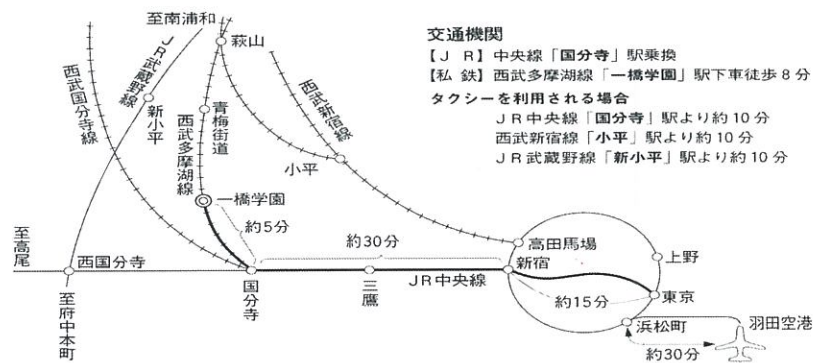 交通機関
【ＪＲ】中央線「国分寺」駅乗換
【私鉄】西武多摩湖線「一橋学園」駅下車徒歩８分
タクシーを利用される場合
ＪＲ中央線「国分寺」駅より約１０分
西武新宿線「小平」駅より約１０分
ＪＲ武蔵野線「新小平」駅より約１０分
至南浦和
ＪＲ武蔵野線
萩山
西武国分寺線
新小平
青梅街道
西武多摩湖線
西武新宿線
小平
一橋学園
約5分
至高尾
西国分寺
約30分
高田馬場
上野
新宿
国分寺
三鷹
ＪＲ中央線
約15分
東京
至府中本町
浜松町
羽田空港
約30分